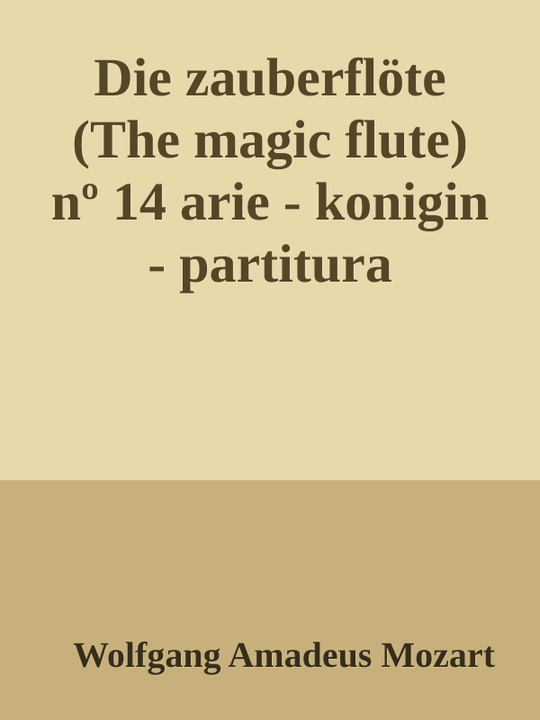 Die zauberflöte
(The magic flute)
nº 14 arie - konigin
- partitura
Wolfgang Amadeus Mozart